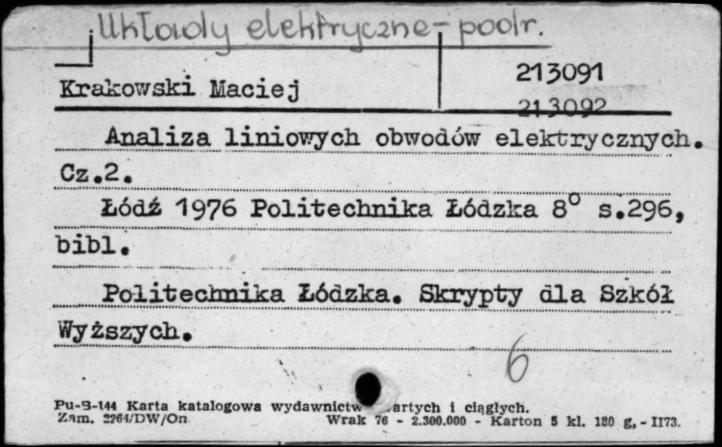 Układy elektryczne - podr.
213091
Krakowski Maciej
213092
Analiza liniowych obwodów elektrycznych.
Cz.2.
Łódź 1976 Politechnika Łódzka 8° s.296,
bibl.
Politechnika Łódzka. Skrypty dla Szkół
Wyższych.
6
Pu-9-144 Karta katalogowa wydawnictw artych i ciągłych.
Zam. 2264/DW/On Wrak 76 - 2.300.000 - Karton 5 kl. 180 g, - II73.